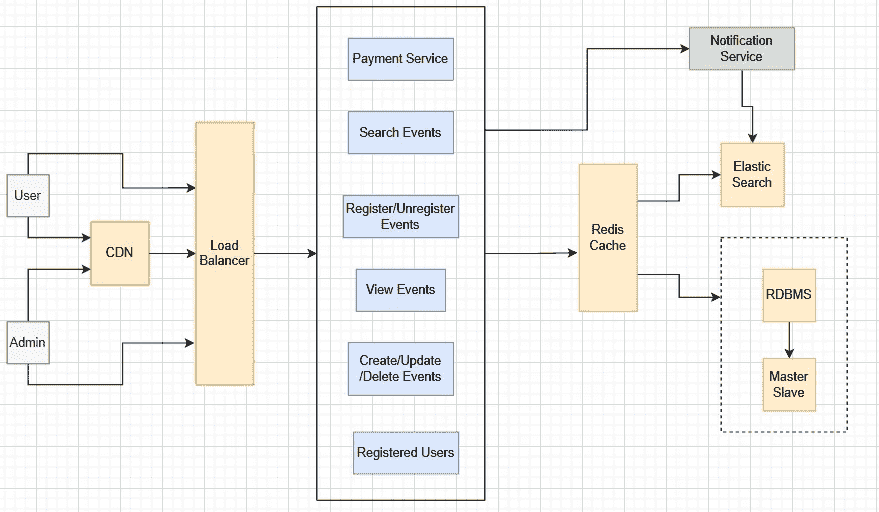 Payment Service
Notification
Service
Search Events
Elastic
Search
User
Register/Unregister
Events
CDN
Load
Balancer
Redis
Cache
View Events
RDBMS
Admin
Create/Update
/Delete Events
Master
Slave
Registered Users